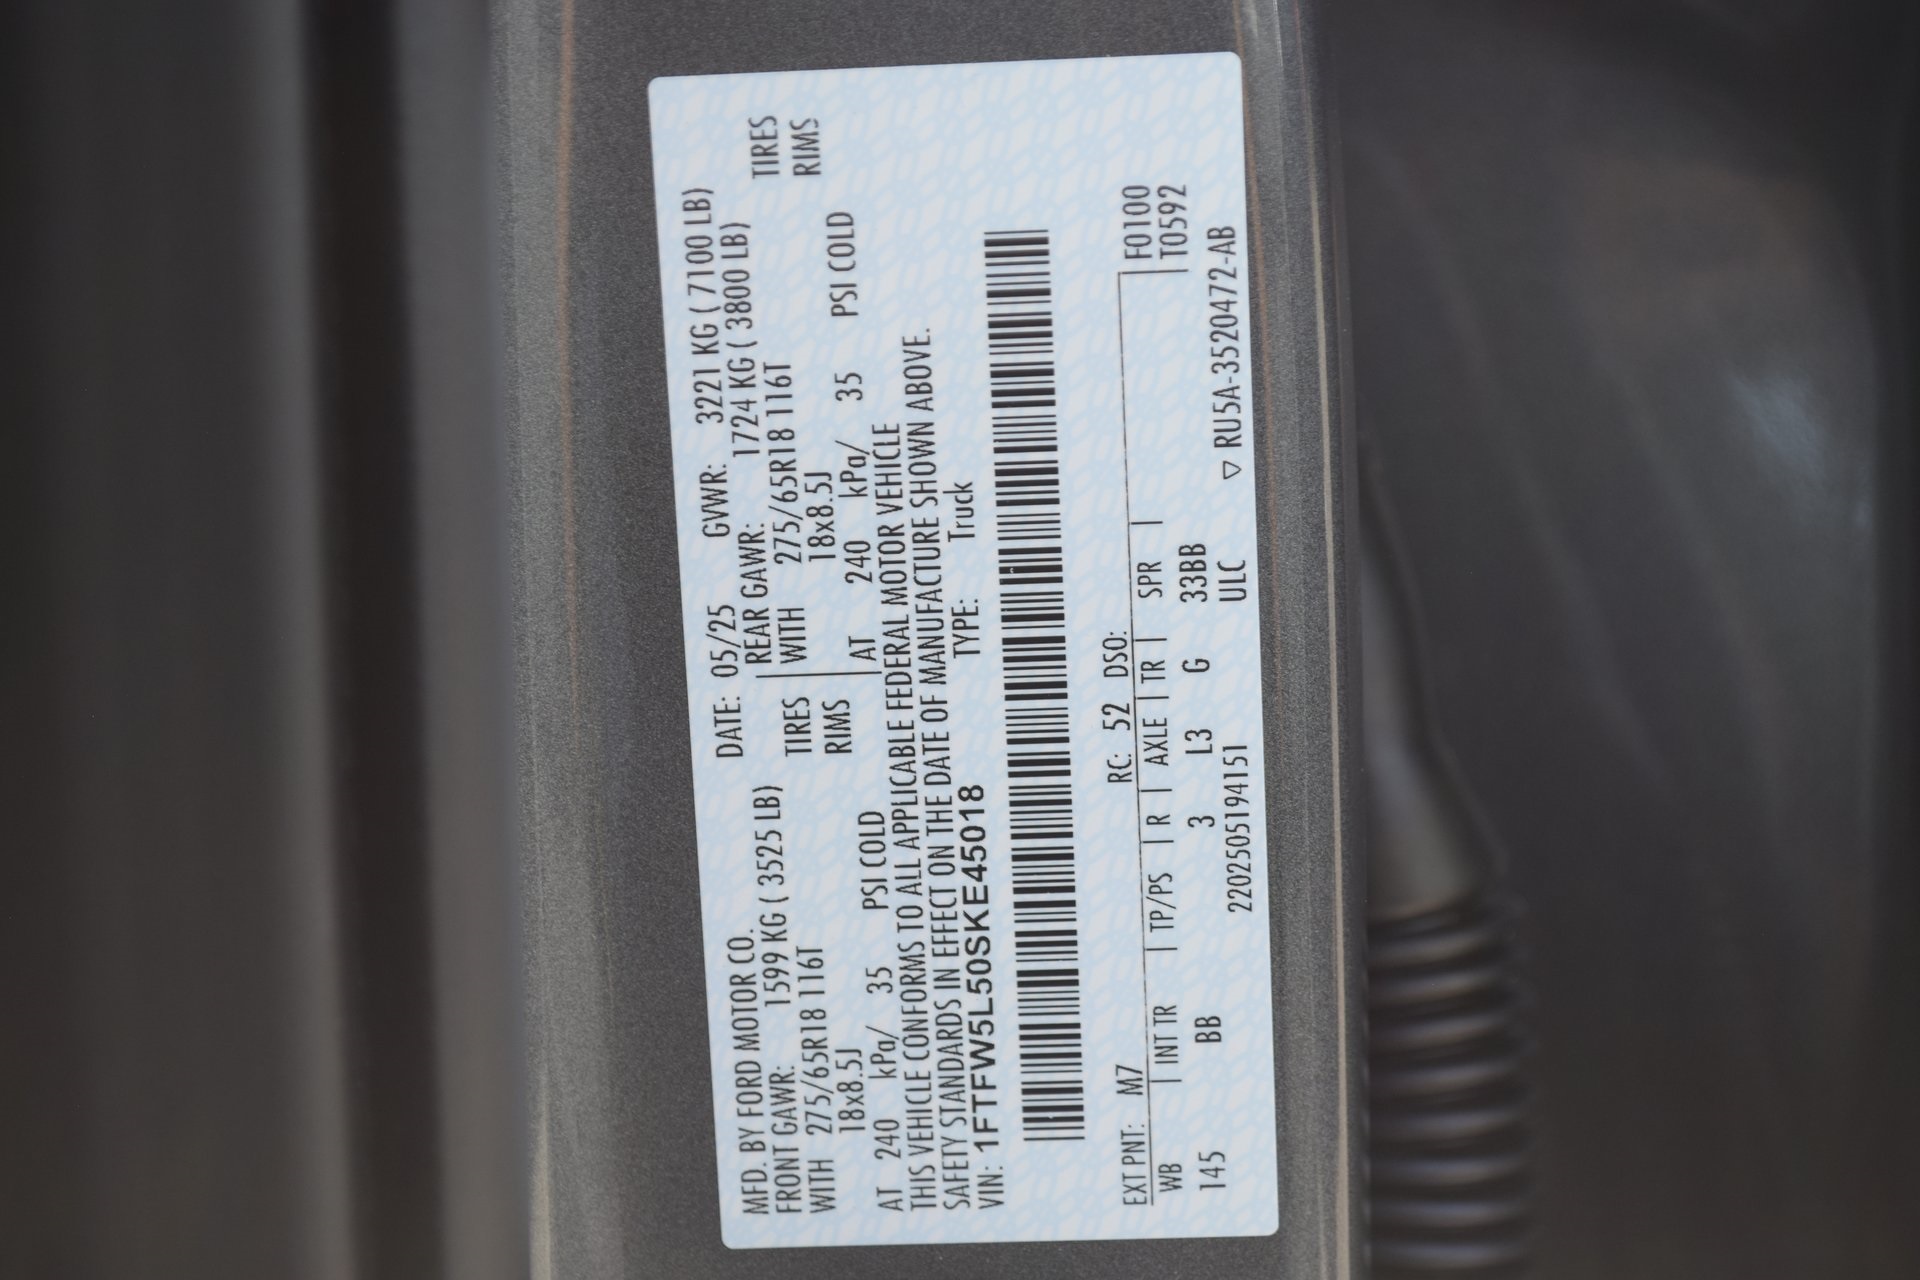 MFD. BY FORD MOTOR CO. DATE: 05/25 GVWR: 3221 KG ( 7100 LB)
FRONT GAWR: 1599 KG ( 3525 LB) REAR GAWR: 1724 KG ( 3800 LB)
WITH 275/65R18 116T TIRES WITH 275/65R18 116T TIRES
18x8.5J RIMS 18x8.5J RIMS
AT 240 kPa/ 35 PSI COLD AT 240 kPa/ 35 PSI COLD
THIS VEHICLE CONFORMS TO ALL APPLICABLE FEDERAL MOTOR VEHICLE
SAFETY STANDARDS IN EFFECT ON THE DATE OF MANUFACTURE SHOWN ABOVE.
VIN: 1FTFW5L50SKE45018 TYPE: Truck
EXT PNT: M7 RC: 52 DSO: F0100
WB | INT TR | TP/PS | R | AXLE | TR | SPR | T0592
145 BB 3 L3 G 33BB
220250519415​1 ULC ▽ RU5A-3520472-AB